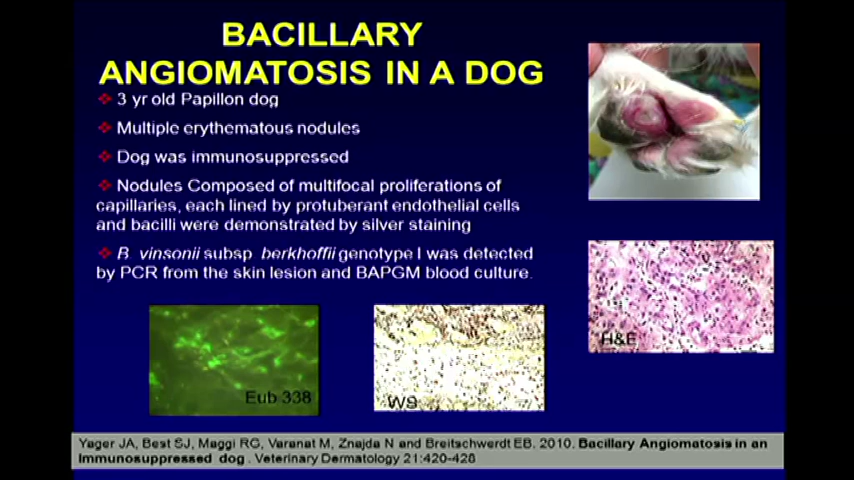 BACILLARY
ANGIOMATOSIS IN A DOG
❖ 3 yr old Papillon dog
❖ Multiple erythematous nodules
❖ Dog was immunosuppressed
❖ Nodules Composed of multifocal proliferations of
capillaries, each lined by protuberant endothelial cells
and bacilli were demonstrated by silver staining
❖ B. vinsonii subsp. berkhoffii genotype I was detected
by PCR from the skin lesion and BAPGM blood culture.
H&E
Eub 338
WS
Yager JA, Best SJ, Maggi RG, Varanat M, Znajda N and Breitschwerdt EB. 2010. Bacillary Angiomatosis in an
Immunosuppressed dog. Veterinary Dermatology 21:420-428